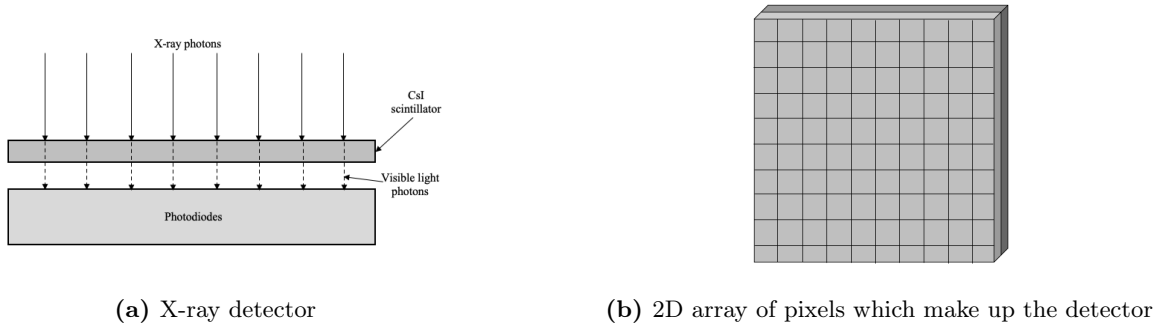 X-ray photons
CsI
scintillator
Visible light
photons
Photodiodes
(a) X-ray detector
(b) 2D array of pixels which make up the detector